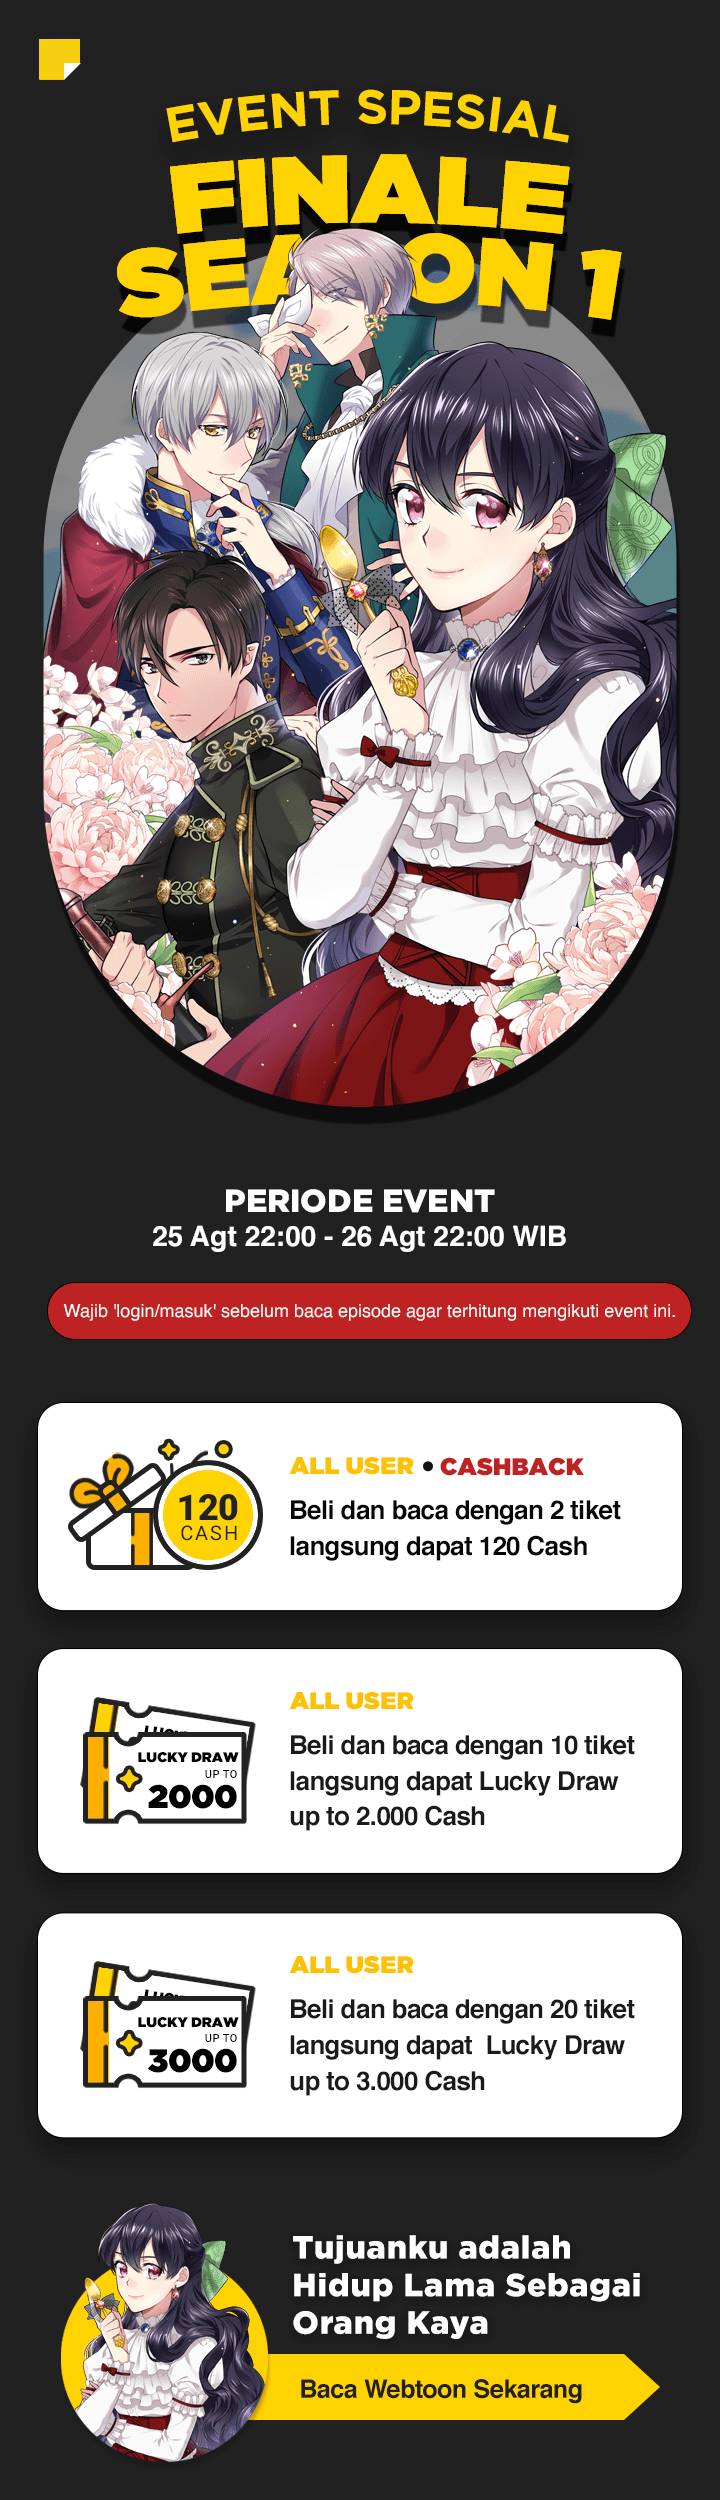 EVENT SPESIAL
FINALE
SEASON 1
PERIODE EVENT
25 Agt 22:00 - 26 Agt 22:00 WIB
Wajib 'login/masuk' sebelum baca episode agar terhitung mengikuti event ini.
120
CASH
ALL USER • CASHBACK
Beli dan baca dengan 2 tiket
langsung dapat 120 Cash
LUCKY DRAW
UP TO
2000
ALL USER
Beli dan baca dengan 10 tiket
langsung dapat Lucky Draw
up to 2.000 Cash
LUCKY DRAW
UP TO
3000
ALL USER
Beli dan baca dengan 20 tiket
langsung dapat  Lucky Draw
up to 3.000 Cash
Tujuanku adalah
Hidup Lama Sebagai
Orang Kaya
Baca Webtoon Sekarang